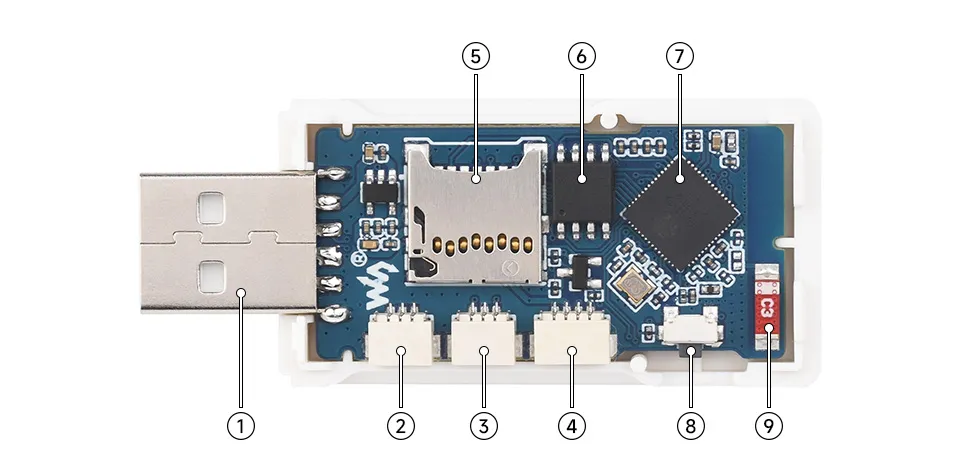 ⑤ ⑥ ⑦
®
C3
① ② ③ ④ ⑧ ⑨